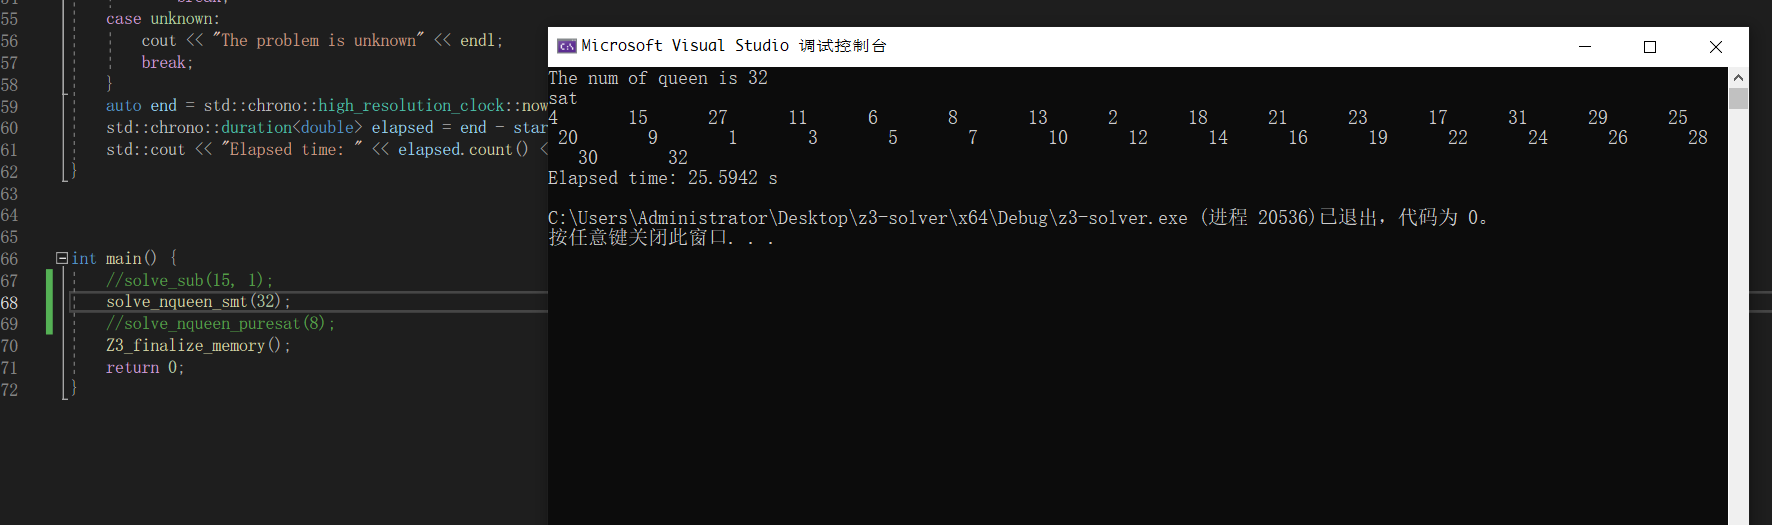 55 case unknown:
56 cout << "The problem is unknown" << endl;
57 break;
58 }
59 auto end = std::chrono::high_resolution_clock::now
60 std::chrono::duration<double> elapsed = end - star
61 std::cout << "Elapsed time: " << elapsed.count() <
62 }
63
64
65
66 int main() {
67 //solve_sub(15, 1);
68 solve_nqueen_smt(32);
69 //solve_nqueen_puresat(8);
70 Z3_finalize_memory();
71 return 0;
72 }
C:\ Microsoft Visual Studio 调试控制台
The num of queen is 32
sat
4 15 27 11 6 8 13 2 18 21 23 17 31 29 25
20 9 1 3 5 7 10 12 14 16 19 22 24 26 28
30 32
Elapsed time: 25.5942 s
C:\Users\Administrator\Desktop\z3-solver\x64\Debug\z3-solver.exe (进程 20536)已退出，代码为 0。
按任意键关闭此窗口. . .